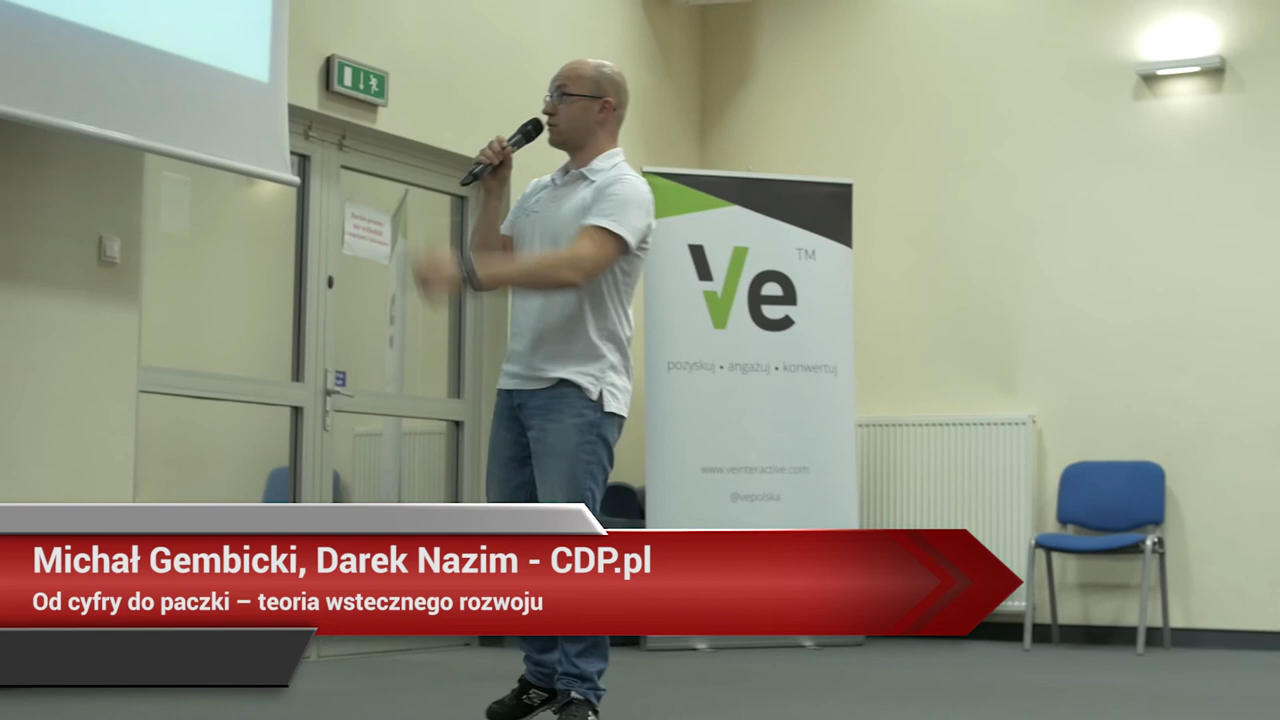 Ve TM
pozyskuj • angażuj • konwertuj
www.veinteractive.com
@vepolska
Michał Gembicki, Darek Nazim - CDP.pl
Od cyfry do paczki – teoria wstecznego rozwoju